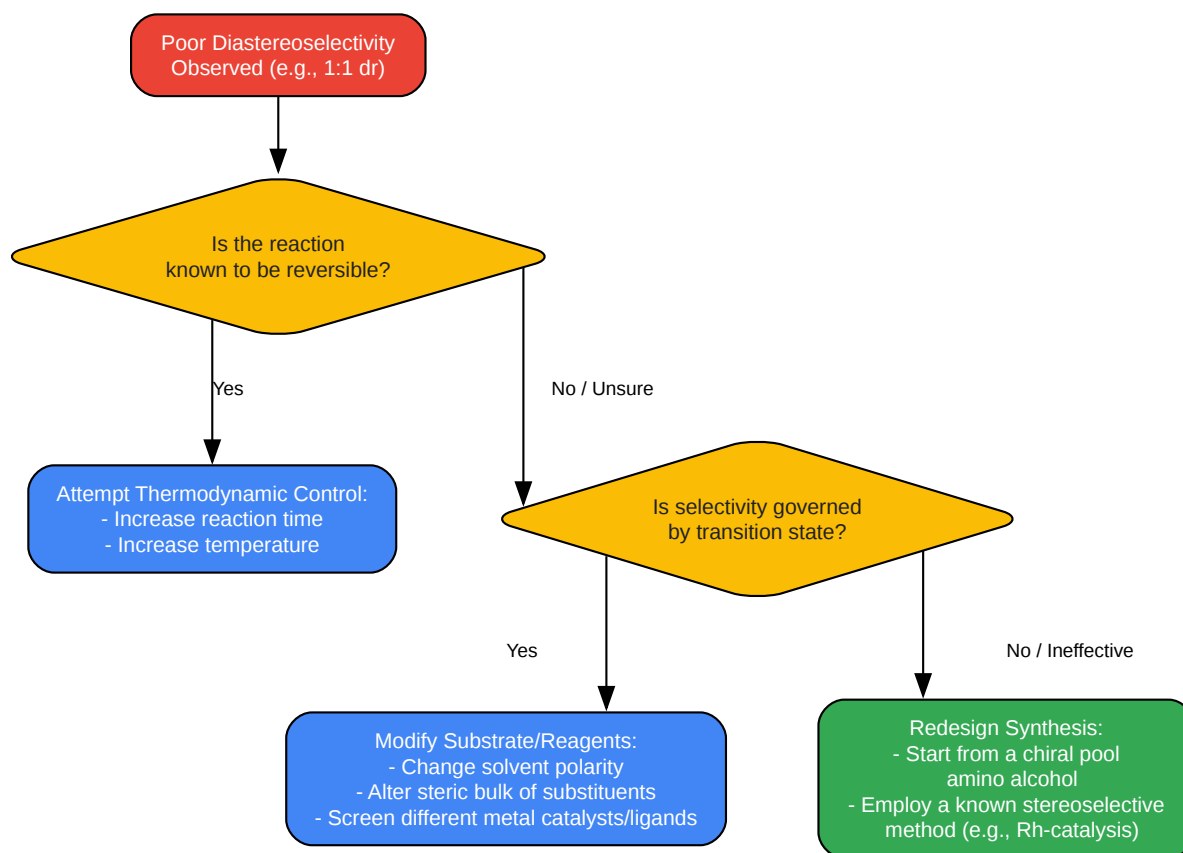 Poor Diastereoselectivity
Observed (e.g., 1:1 dr)
Is the reaction
known to be reversible?
Yes
No / Unsure
Attempt Thermodynamic Control:
- Increase reaction time
- Increase temperature
Is selectivity governed
by transition state?
Yes
No / Ineffective
Modify Substrate/Reagents:
- Change solvent polarity
- Alter steric bulk of substituents
- Screen different metal catalysts/ligands
Redesign Synthesis:
- Start from a chiral pool
amino alcohol
- Employ a known stereoselective
method (e.g., Rh-catalysis)